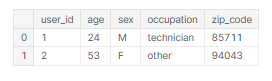 user_id age sex occupation zip_code
0 1 24 M technician 85711
1 2 53 F other 94043